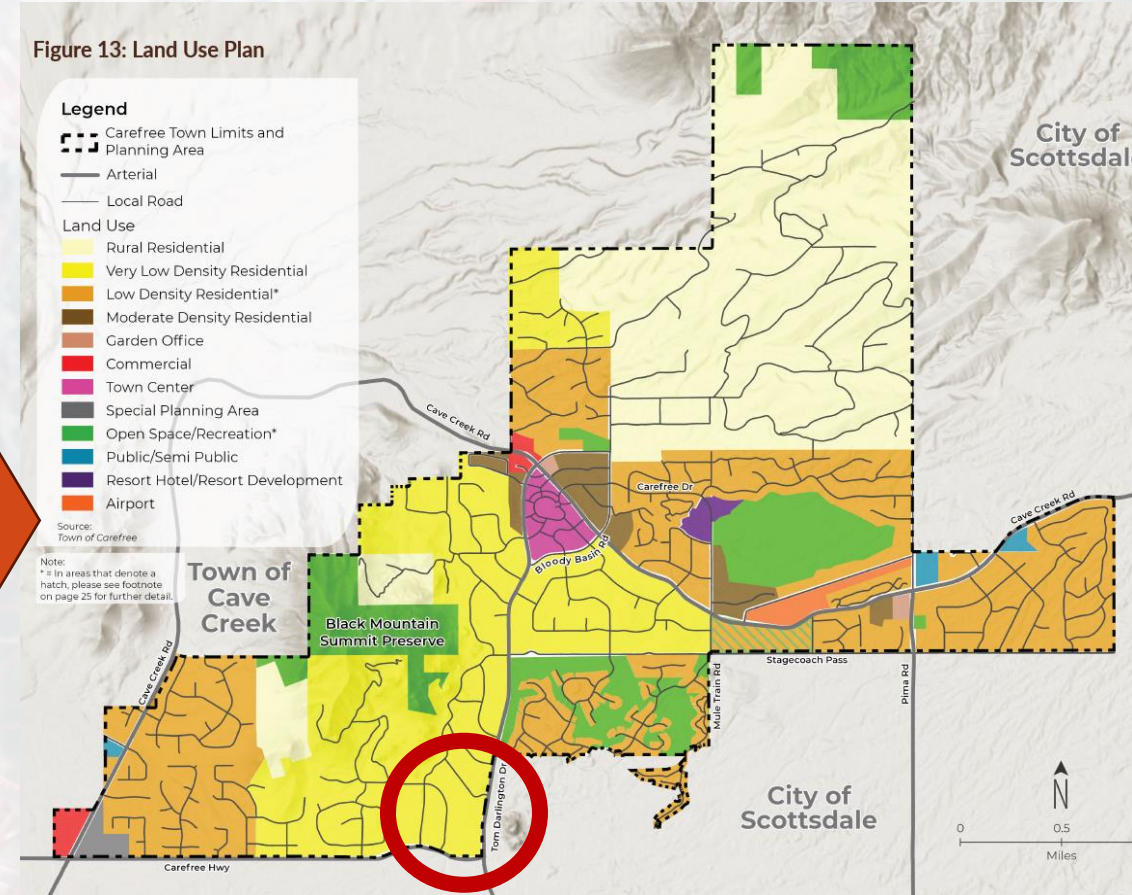 Figure 13: Land Use Plan
Legend
Carefree Town Limits and
Planning Area
Arterial
Local Road
Land Use
Rural Residential
Very Low Density Residential
Low Density Residential*
Moderate Density Residential
Garden Office
Commercial
Town Center
Special Planning Area
Open Space/Recreation*
Public/Semi Public
Resort Hotel/Resort Development
Airport
Source:
Town of Carefree
Note:
* = In areas that denote a
hatch, please see footnote
on page 25 for further detail.
City of
Scottsdale
Cave Creek Rd
Carefree Dr
Cave Creek Rd
Bloody Basin Rd
Town of
Cave
Creek
Black Mountain
Summit Preserve
Stagecoach Pass
Cave Creek Rd
Mule Train Rd
Pima Rd
Tom Darlington Dr
City of
Scottsdale
N
0
0.5
Miles
Carefree Hwy